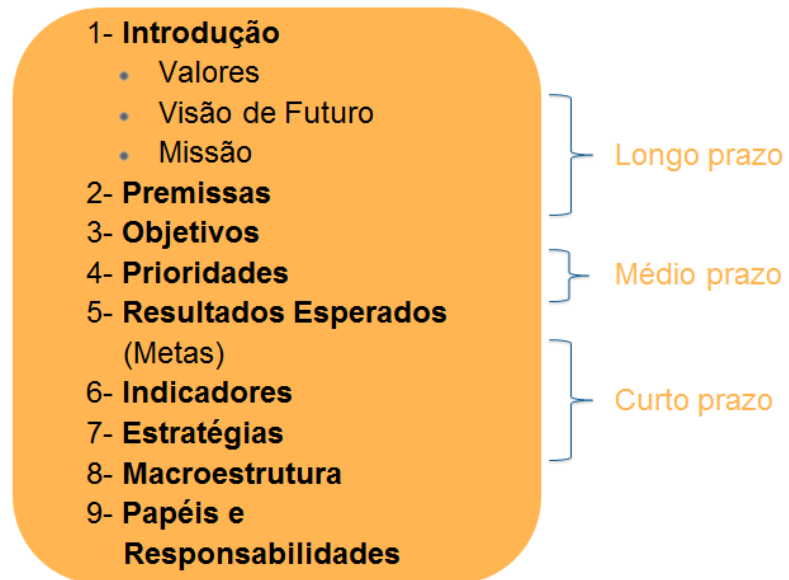 1- Introdução
• Valores
• Visão de Futuro
• Missão
2- Premissas
3- Objetivos
4- Prioridades
5- Resultados Esperados
(Metas)
6- Indicadores
7- Estratégias
8- Macroestrutura
9- Papéis e
Responsabilidades
Longo prazo
Médio prazo
Curto prazo